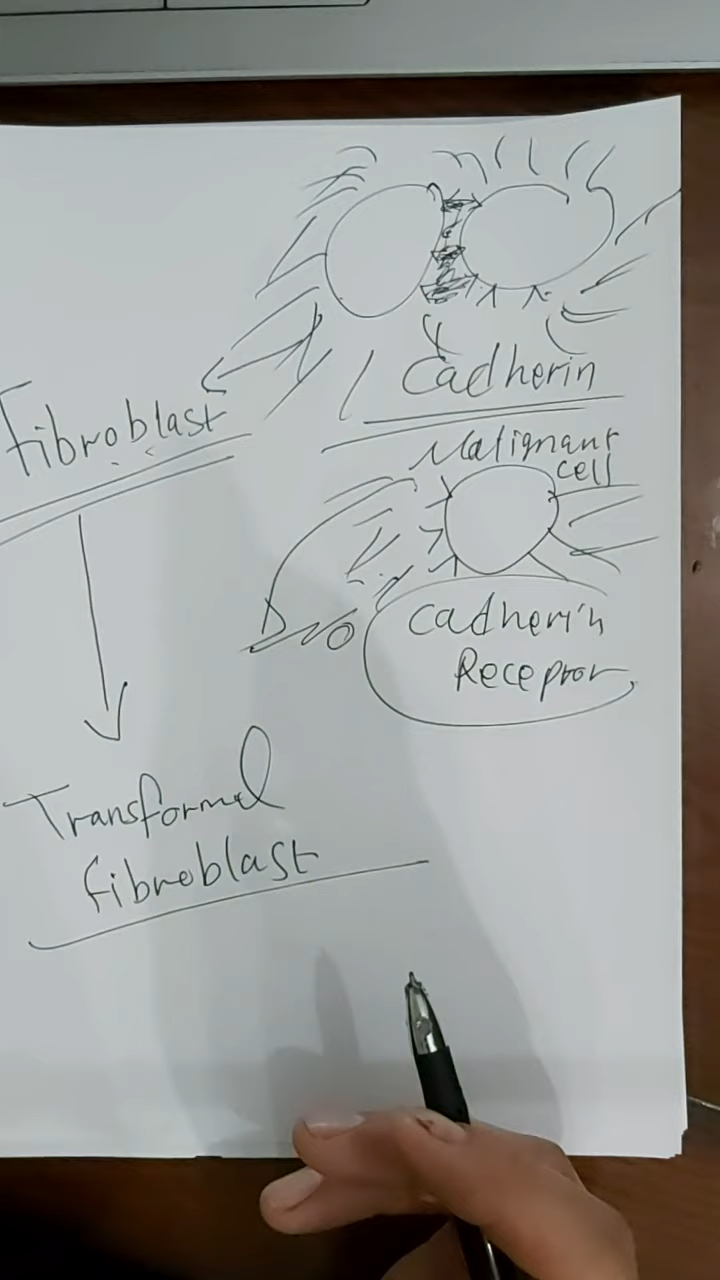 Cadherin
Fibroblast
Malignant
cell
Cadherin
Receptor
Transformed
fibroblast